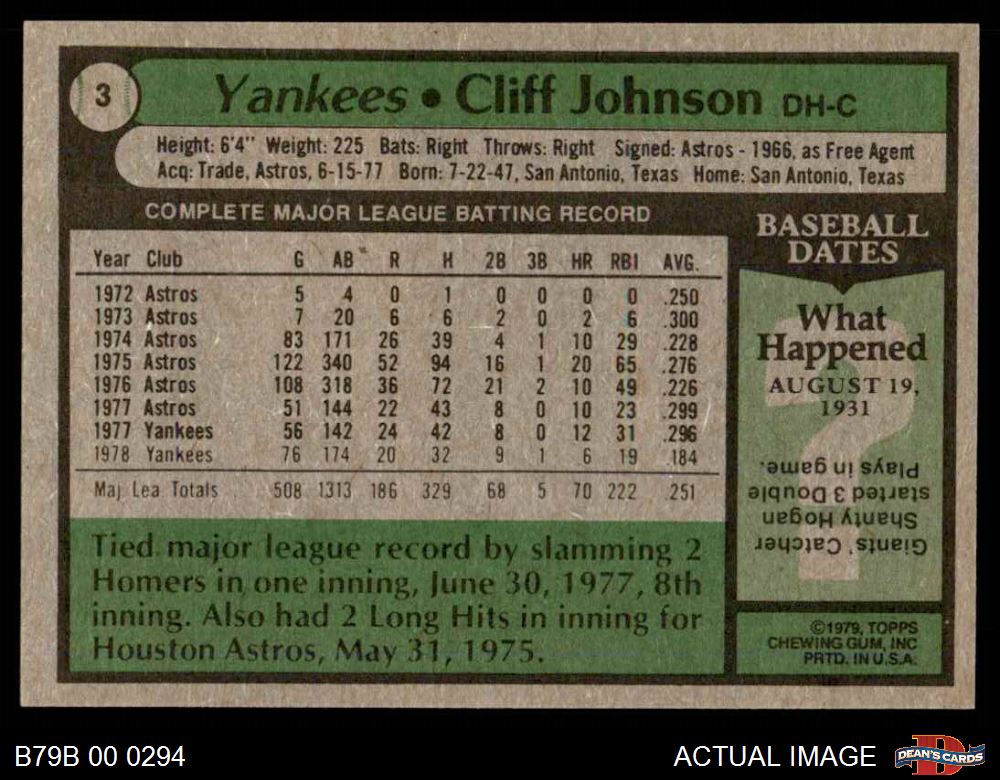 3
Yankees • Cliff Johnson DH-C
Height: 6'4" Weight: 225 Bats: Right Throws: Right Signed: Astros - 1966, as Free Agent
Acq: Trade, Astros, 6-15-77 Born: 7-22-47, San Antonio, Texas Home: San Antonio, Texas
COMPLETE MAJOR LEAGUE BATTING RECORD
Year Club G AB R H 2B 3B HR RBI AVG.
1972 Astros 5 4 0 1 0 0 0 0 .250
1973 Astros 7 20 6 6 2 0 2 6 .300
1974 Astros 83 171 26 39 4 1 10 29 .228
1975 Astros 122 340 52 94 16 1 20 65 .276
1976 Astros 108 318 36 72 21 2 10 49 .226
1977 Astros 51 144 22 43 8 0 10 23 .299
1977 Yankees 56 142 24 42 8 0 12 31 .296
1978 Yankees 76 174 20 32 9 1 6 19 .184
Maj Lea Totals 508 1313 186 329 68 5 70 222 .251
Tied major league record by slamming 2
Homers in one inning, June 30, 1977, 8th
inning. Also had 2 Long Hits in inning for
Houston Astros, May 31, 1975.
BASEBALL
DATES
What
Happened
AUGUST 19,
1931
?
Giants' Catcher
Shanty Hogan
started 3 Double
Plays in game.
©1979, TOPPS
CHEWING GUM, INC
PRTD. IN U.S.A.
B79B 00 0294
ACTUAL IMAGE
D
DEAN'S CARDS